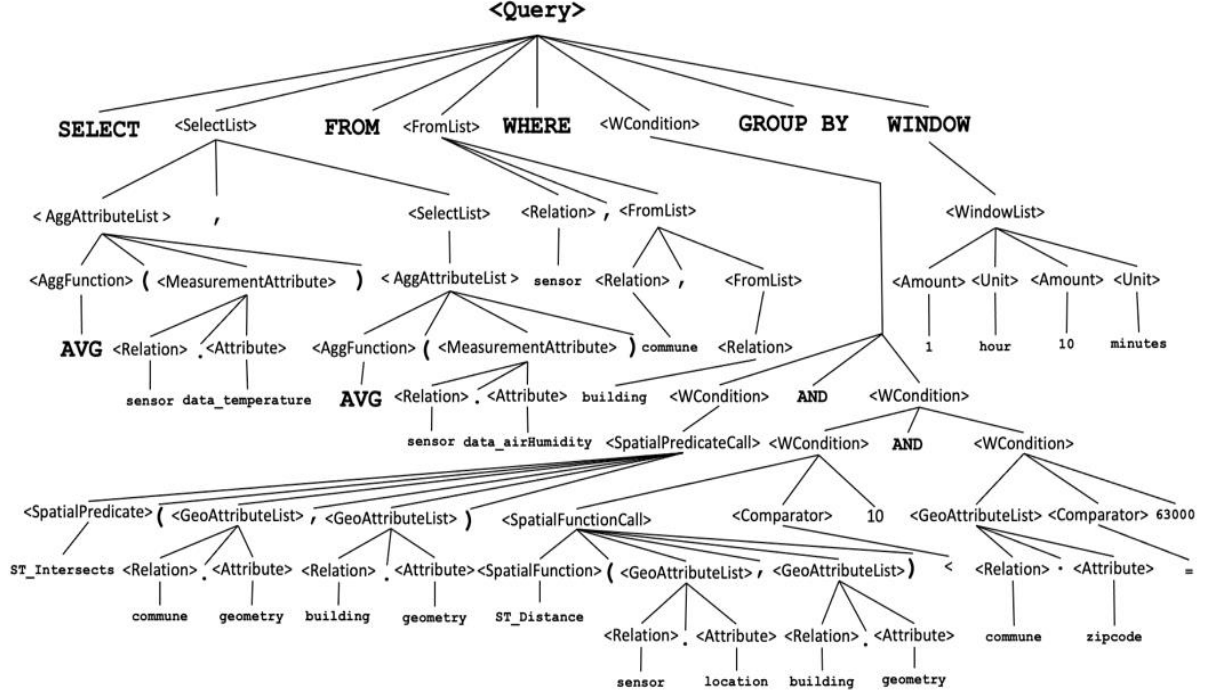 <Query>
SELECT <SelectList> FROM <FromList> WHERE <WCondition> GROUP BY WINDOW
< AggAttributeList > , <SelectList> <Relation> , <FromList> <WindowList>
<AggFunction> ( <MeasurementAttribute> ) < AggAttributeList > sensor <Relation> , <FromList> <Amount> <Unit> <Amount> <Unit>
AVG <Relation> . <Attribute> <AggFunction> ( <MeasurementAttribute> ) commune <Relation> 1 hour 10 minutes
sensor data_temperature AVG <Relation> . <Attribute> building <WCondition> AND <WCondition>
sensor data_airHumidity <SpatialPredicateCall> <WCondition> AND <WCondition>
<SpatialPredicate> ( <GeoAttributeList> , <GeoAttributeList> ) <SpatialFunctionCall> <Comparator> 10 <GeoAttributeList> <Comparator> 63000
ST_Intersects <Relation> . <Attribute> <Relation> . <Attribute> <SpatialFunction> ( <GeoAttributeList> , <GeoAttributeList> ) < <Relation> . <Attribute> =
commune geometry building geometry ST_Distance
<Relation> . <Attribute> <Relation> . <Attribute> commune zipcode
sensor location building geometry